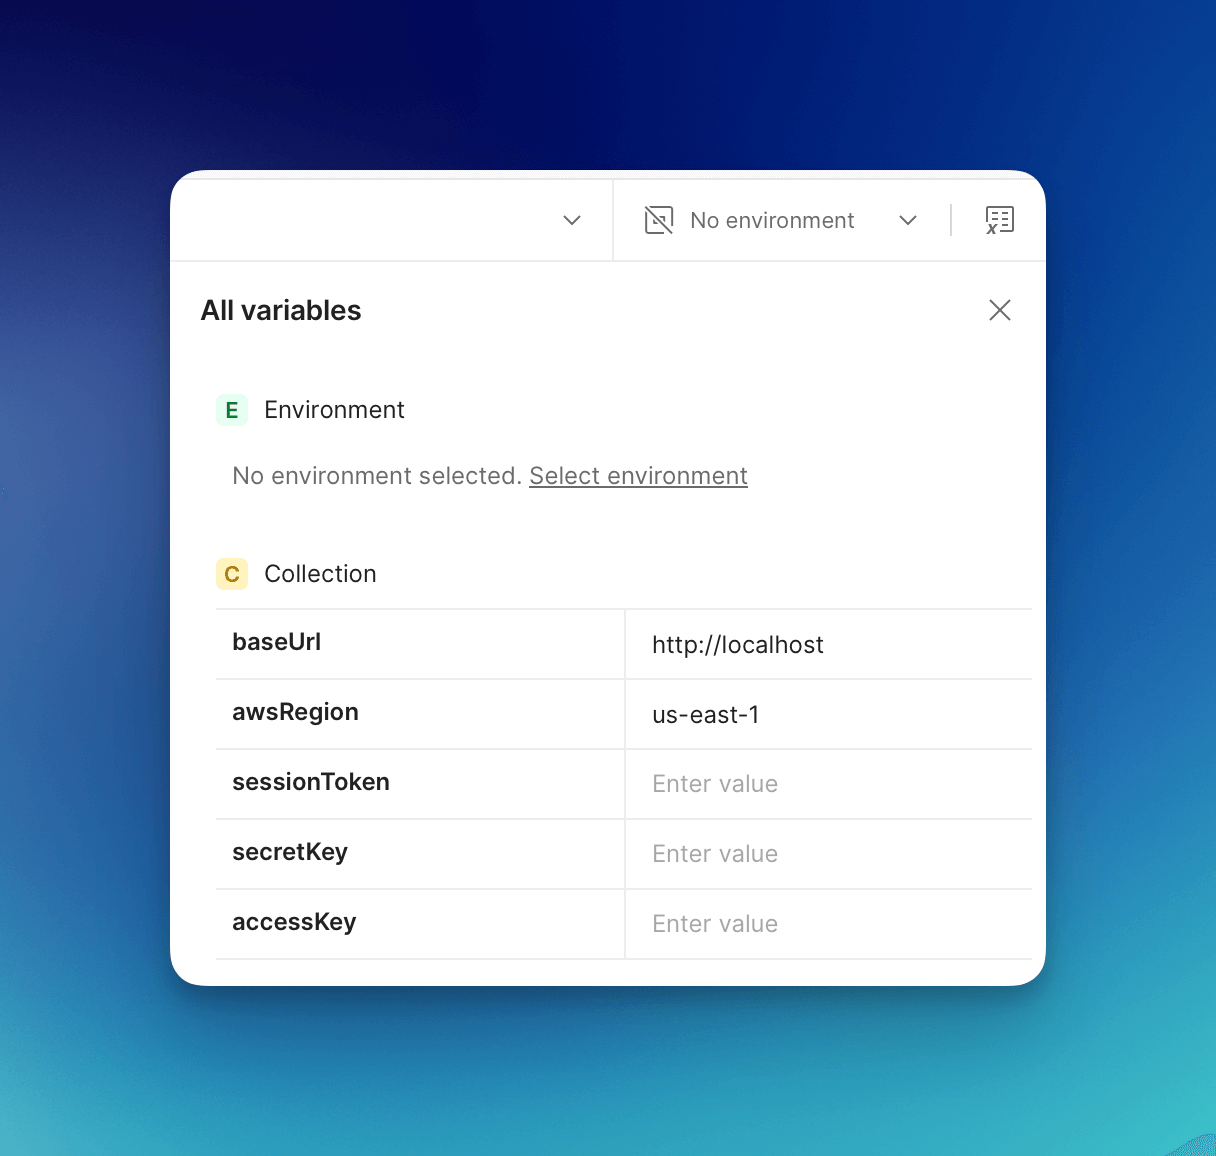 No environment
All variables
E Environment
No environment selected. Select environment
C Collection
baseUrl http://localhost
awsRegion us-east-1
sessionToken Enter value
secretKey Enter value
accessKey Enter value